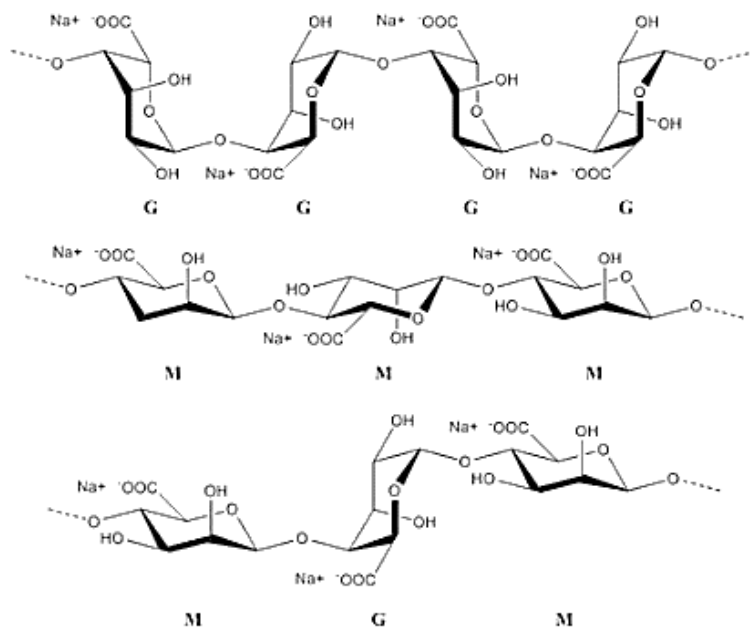 Na+ ⁻OOC OH Na+ ⁻OOC OH
O O O
OH OH
O O
O O
OH OH
O O
OH Na+ ⁻OOC OH Na+ ⁻OOC
G G G G
Na+ ⁻OOC OH Na+ ⁻OOC OH
O O
O HO O
O HO O
O
Na+ ⁻OOC OH
M M M
OH
Na+ ⁻OOC OH
O
O
HO O
Na+ ⁻OOC OH O
O
O OH
HO O
Na+ ⁻OOC
M G M